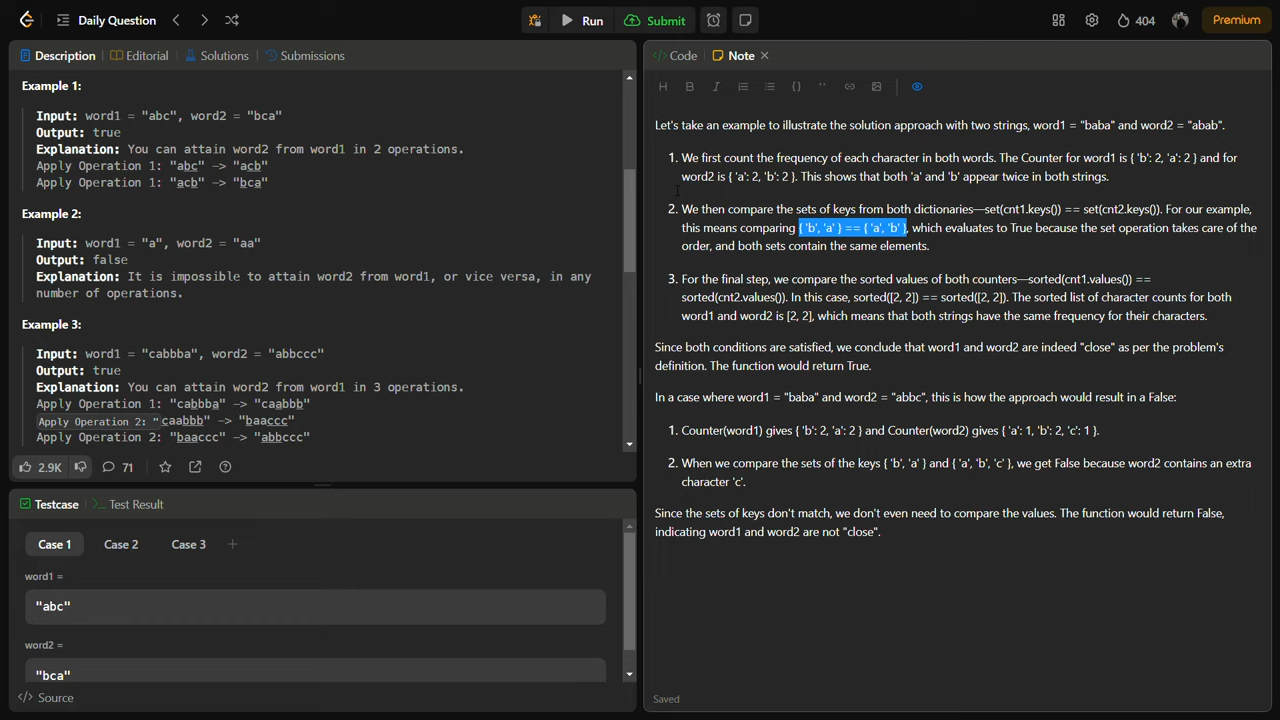 Daily Question
Run
Submit
404
Premium
Description
Editorial
Solutions
Submissions
Example 1:
Input: word1 = "abc", word2 = "bca"
Output: true
Explanation: You can attain word2 from word1 in 2 operations.
Apply Operation 1: "abc" -> "acb"
Apply Operation 1: "acb" -> "bca"
Example 2:
Input: word1 = "a", word2 = "aa"
Output: false
Explanation: It is impossible to attain word2 from word1, or vice versa, in any
number of operations.
Example 3:
Input: word1 = "cabbba", word2 = "abbccc"
Output: true
Explanation: You can attain word2 from word1 in 3 operations.
Apply Operation 1: "cabbba" -> "caabbb"
Apply Operation 2: "caabbb" -> "baaccc"
Apply Operation 2: "baaccc" -> "abbccc"
2.9K
71
Testcase
Test Result
Case 1
Case 2
Case 3
word1 =
"abc"
word2 =
"bca"
Source
Code
Note
Let's take an example to illustrate the solution approach with two strings, word1 = "baba" and word2 = "abab".
1. We first count the frequency of each character in both words. The Counter for word1 is { 'b': 2, 'a': 2 } and for
word2 is { 'a': 2, 'b': 2 }. This shows that both 'a' and 'b' appear twice in both strings.
2. We then compare the sets of keys from both dictionaries—set(cnt1.keys()) == set(cnt2.keys()). For our example,
this means comparing { 'b', 'a' } == { 'a', 'b' }, which evaluates to True because the set operation takes care of the
order, and both sets contain the same elements.
3. For the final step, we compare the sorted values of both counters—sorted(cnt1.values()) ==
sorted(cnt2.values()). In this case, sorted([2, 2]) == sorted([2, 2]). The sorted list of character counts for both
word1 and word2 is [2, 2], which means that both strings have the same frequency for their characters.
Since both conditions are satisfied, we conclude that word1 and word2 are indeed "close" as per the problem's
definition. The function would return True.
In a case where word1 = "baba" and word2 = "abbc", this is how the approach would result in a False:
1. Counter(word1) gives { 'b': 2, 'a': 2 } and Counter(word2) gives { 'a': 1, 'b': 2, 'c': 1 }.
2. When we compare the sets of the keys { 'b', 'a' } and { 'a', 'b', 'c' }, we get False because word2 contains an extra
character 'c'.
Since the sets of keys don't match, we don't even need to compare the values. The function would return False,
indicating word1 and word2 are not "close".
Saved